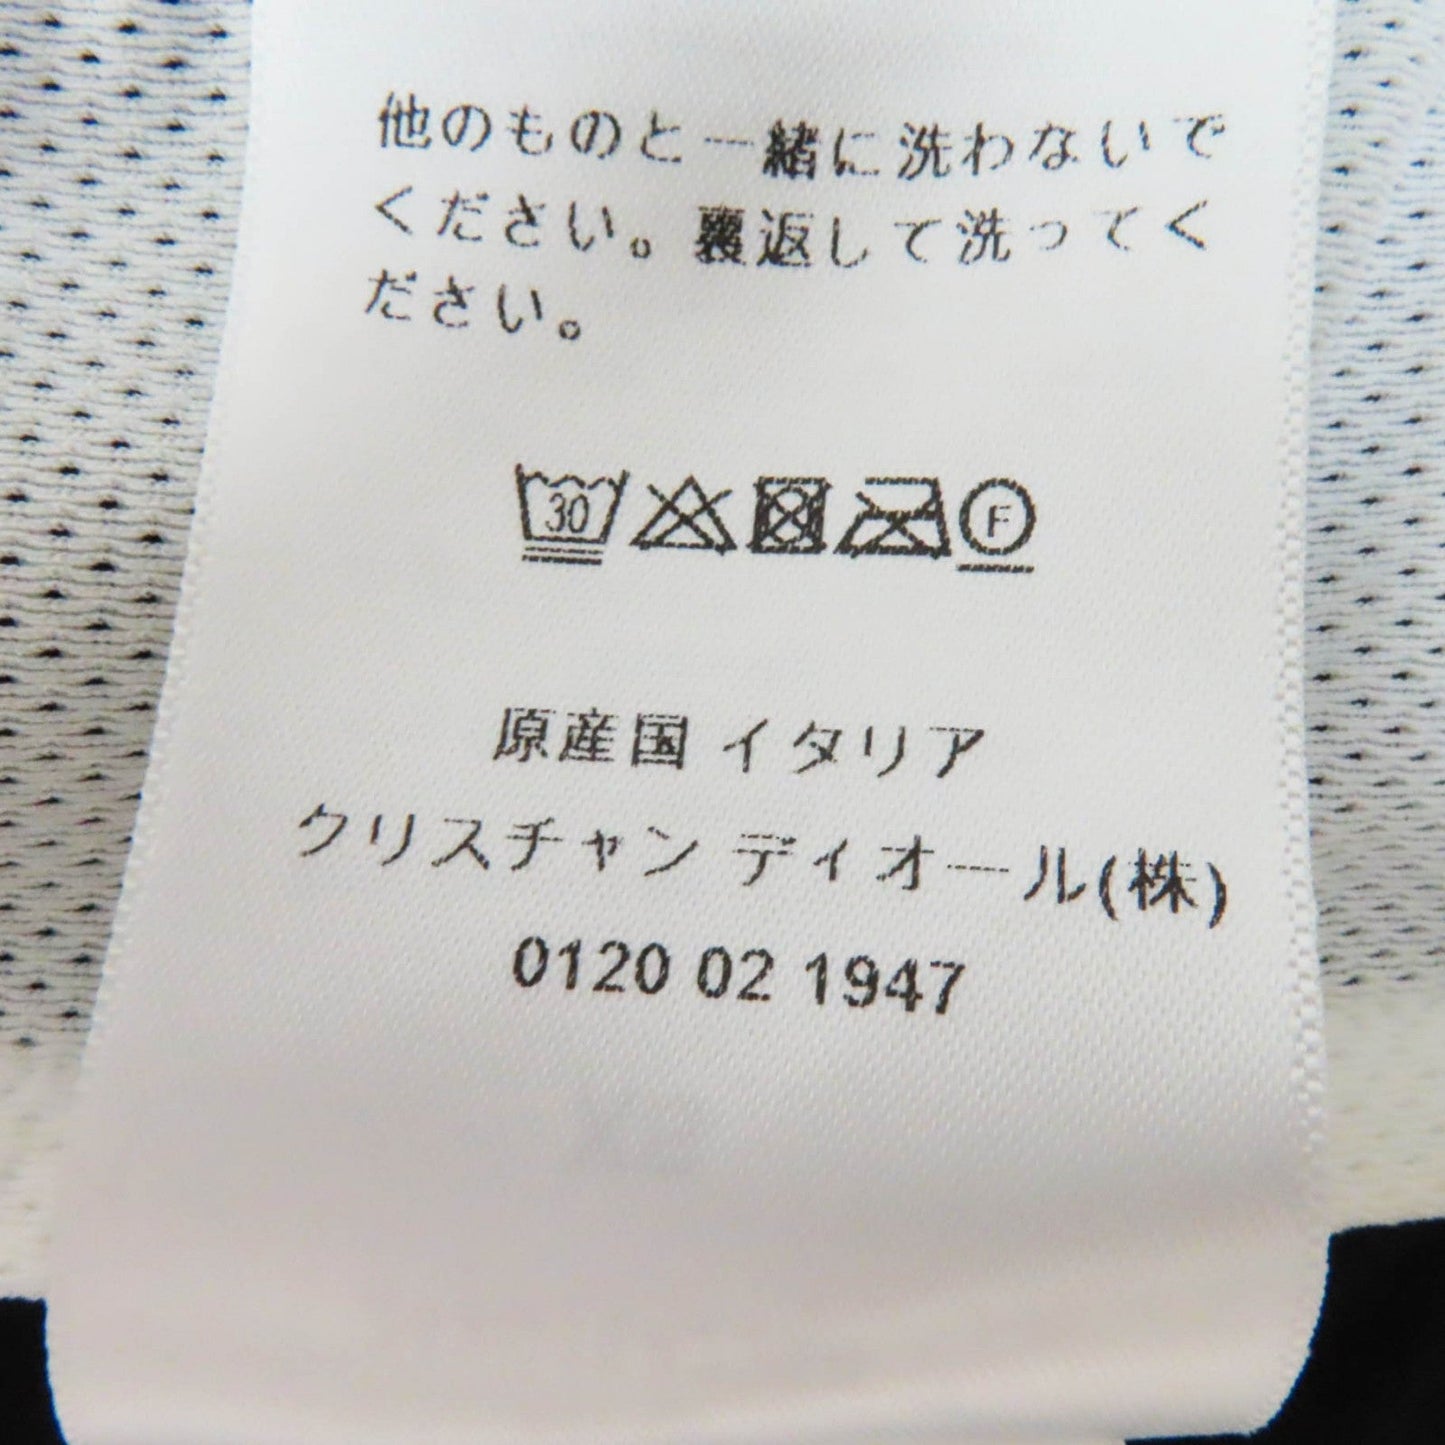 他のものと一緒に洗わないで
ください。裏返して洗ってく
ださい。
30 F
原産国 イタリア
クリスチャン ディオール(株)
0120 02 1947